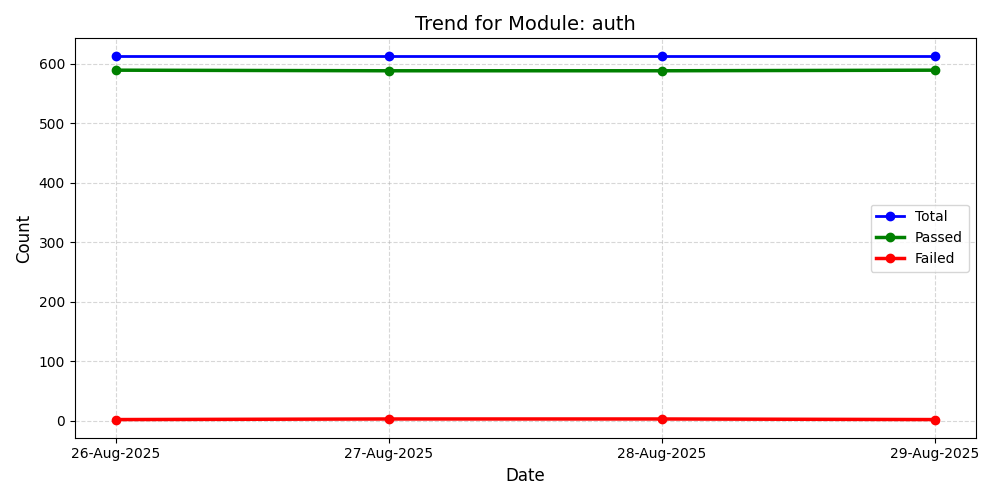 Trend for Module: auth
600
500
400
300
200
100
0
Count
Total
Passed
Failed
26-Aug-2025
27-Aug-2025
28-Aug-2025
29-Aug-2025
Date